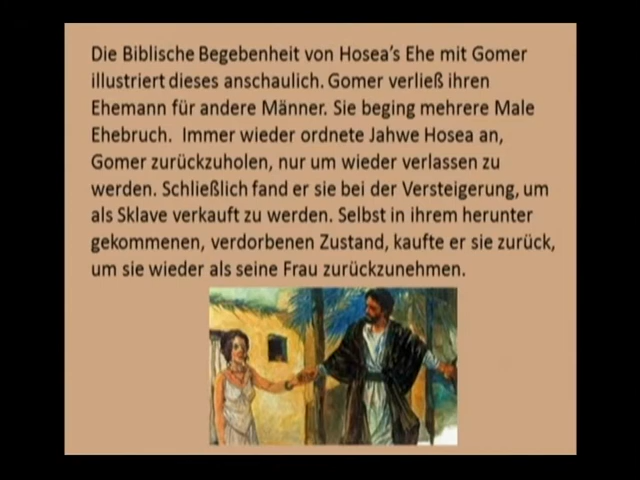 Die Biblische Begebenheit von Hosea's Ehe mit Gomer
illustriert dieses anschaulich. Gomer verließ ihren
Ehemann für andere Männer. Sie beging mehrere Male
Ehebruch. Immer wieder ordnete Jahwe Hosea an,
Gomer zurückzuholen, nur um wieder verlassen zu
werden. Schließlich fand er sie bei der Versteigerung, um
als Sklave verkauft zu werden. Selbst in ihrem herunter
gekommenen, verdorbenen Zustand, kaufte er sie zurück,
um sie wieder als seine Frau zurückzunehmen.